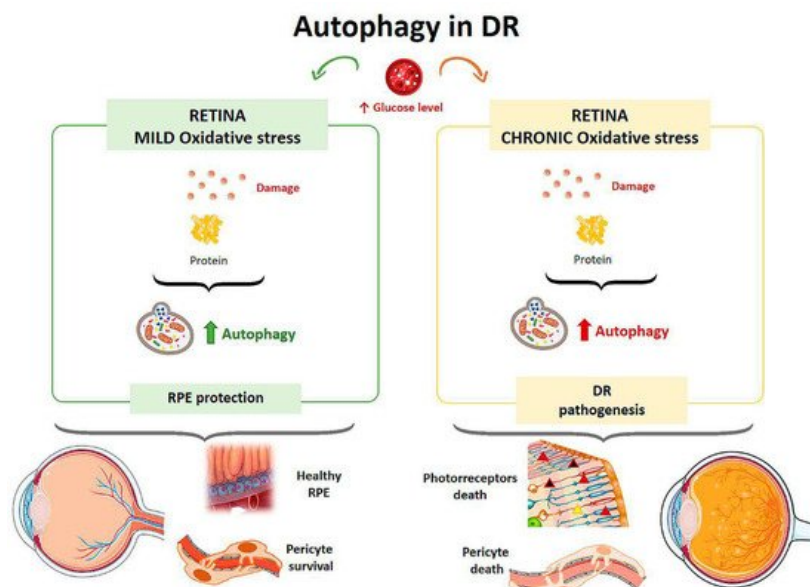 Autophagy in DR
↑ Glucose level
RETINA
MILD Oxidative stress
Damage
Protein
Autophagy
RPE protection
Healthy
RPE
Pericyte
survival
RETINA
CHRONIC Oxidative stress
Damage
Protein
Autophagy
DR
pathogenesis
Photorreceptors
death
Pericyte
death